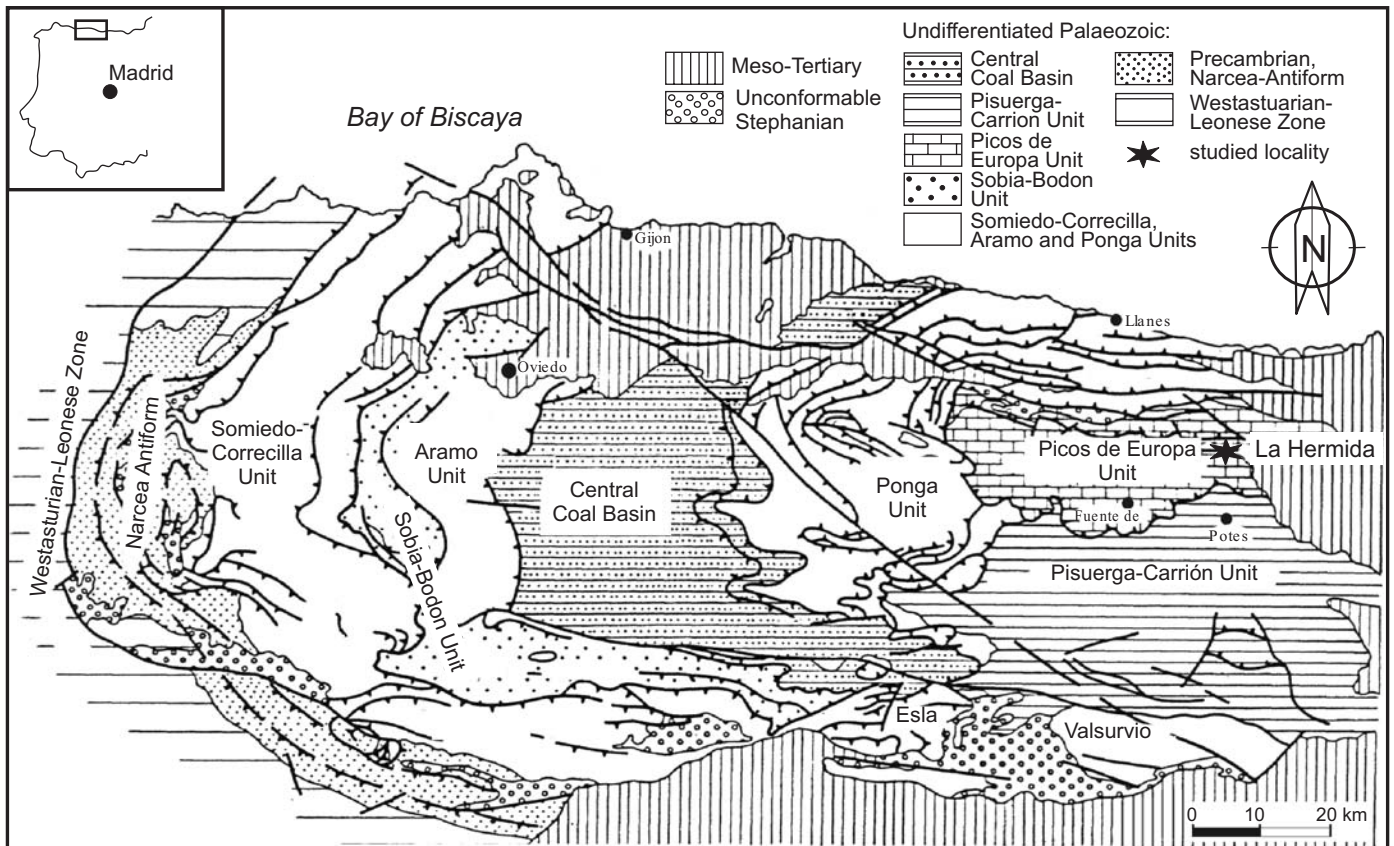 Madrid
Bay of Biscaya
Meso-Tertiary
Unconformable
Stephanian
Undifferentiated Palaeozoic:
Central
Coal Basin
Pisuerga-
Carrion Unit
Picos de
Europa Unit
Sobia-Bodon
Unit
Somiedo-Correcilla,
Aramo and Ponga Units
Precambrian,
Narcea-Antiform
Westastuarian-
Leonese Zone
studied locality
N
Gijon
Llanes
Oviedo
Westasturian-Leonese Zone
Narcea Antiform
Somiedo-
Correcilla
Unit
Aramo
Unit
Sobia-Bodon Unit
Central
Coal Basin
Ponga
Unit
Picos de Europa
Unit
La Hermida
Fuente de
Potes
Pisuerga-Carrión Unit
Esla
Valsurvio
0 10 20 km